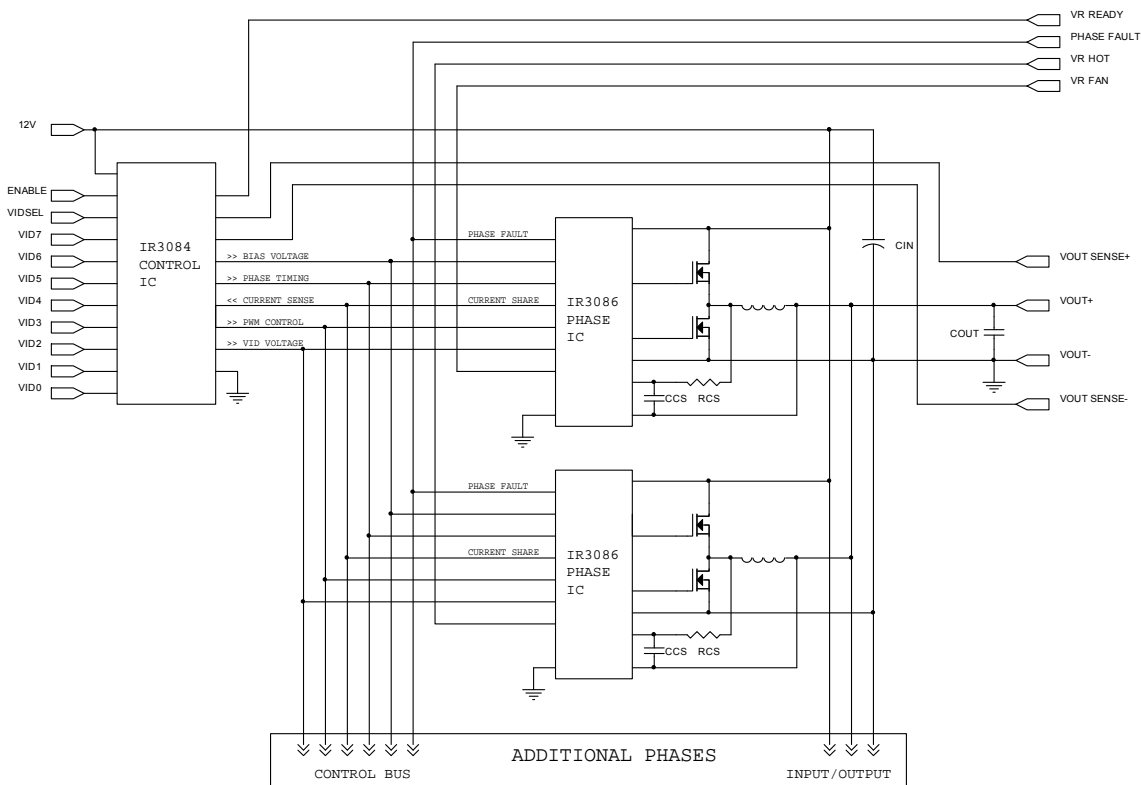 VR READY
PHASE FAULT
VR HOT
VR FAN
12V
ENABLE
VIDSEL
VID7
VID6
VID5
VID4
VID3
VID2
VID1
VID0
IR3084
CONTROL
IC
>> BIAS VOLTAGE
>> PHASE TIMING
<< CURRENT SENSE
>> PWM CONTROL
>> VID VOLTAGE
PHASE FAULT
CURRENT SHARE
IR3086
PHASE
IC
CCS
RCS
CIN
COUT
VOUT SENSE+
VOUT+
VOUT-
VOUT SENSE-
PHASE FAULT
CURRENT SHARE
IR3086
PHASE
IC
CCS
RCS
ADDITIONAL PHASES
CONTROL BUS
INPUT/OUTPUT